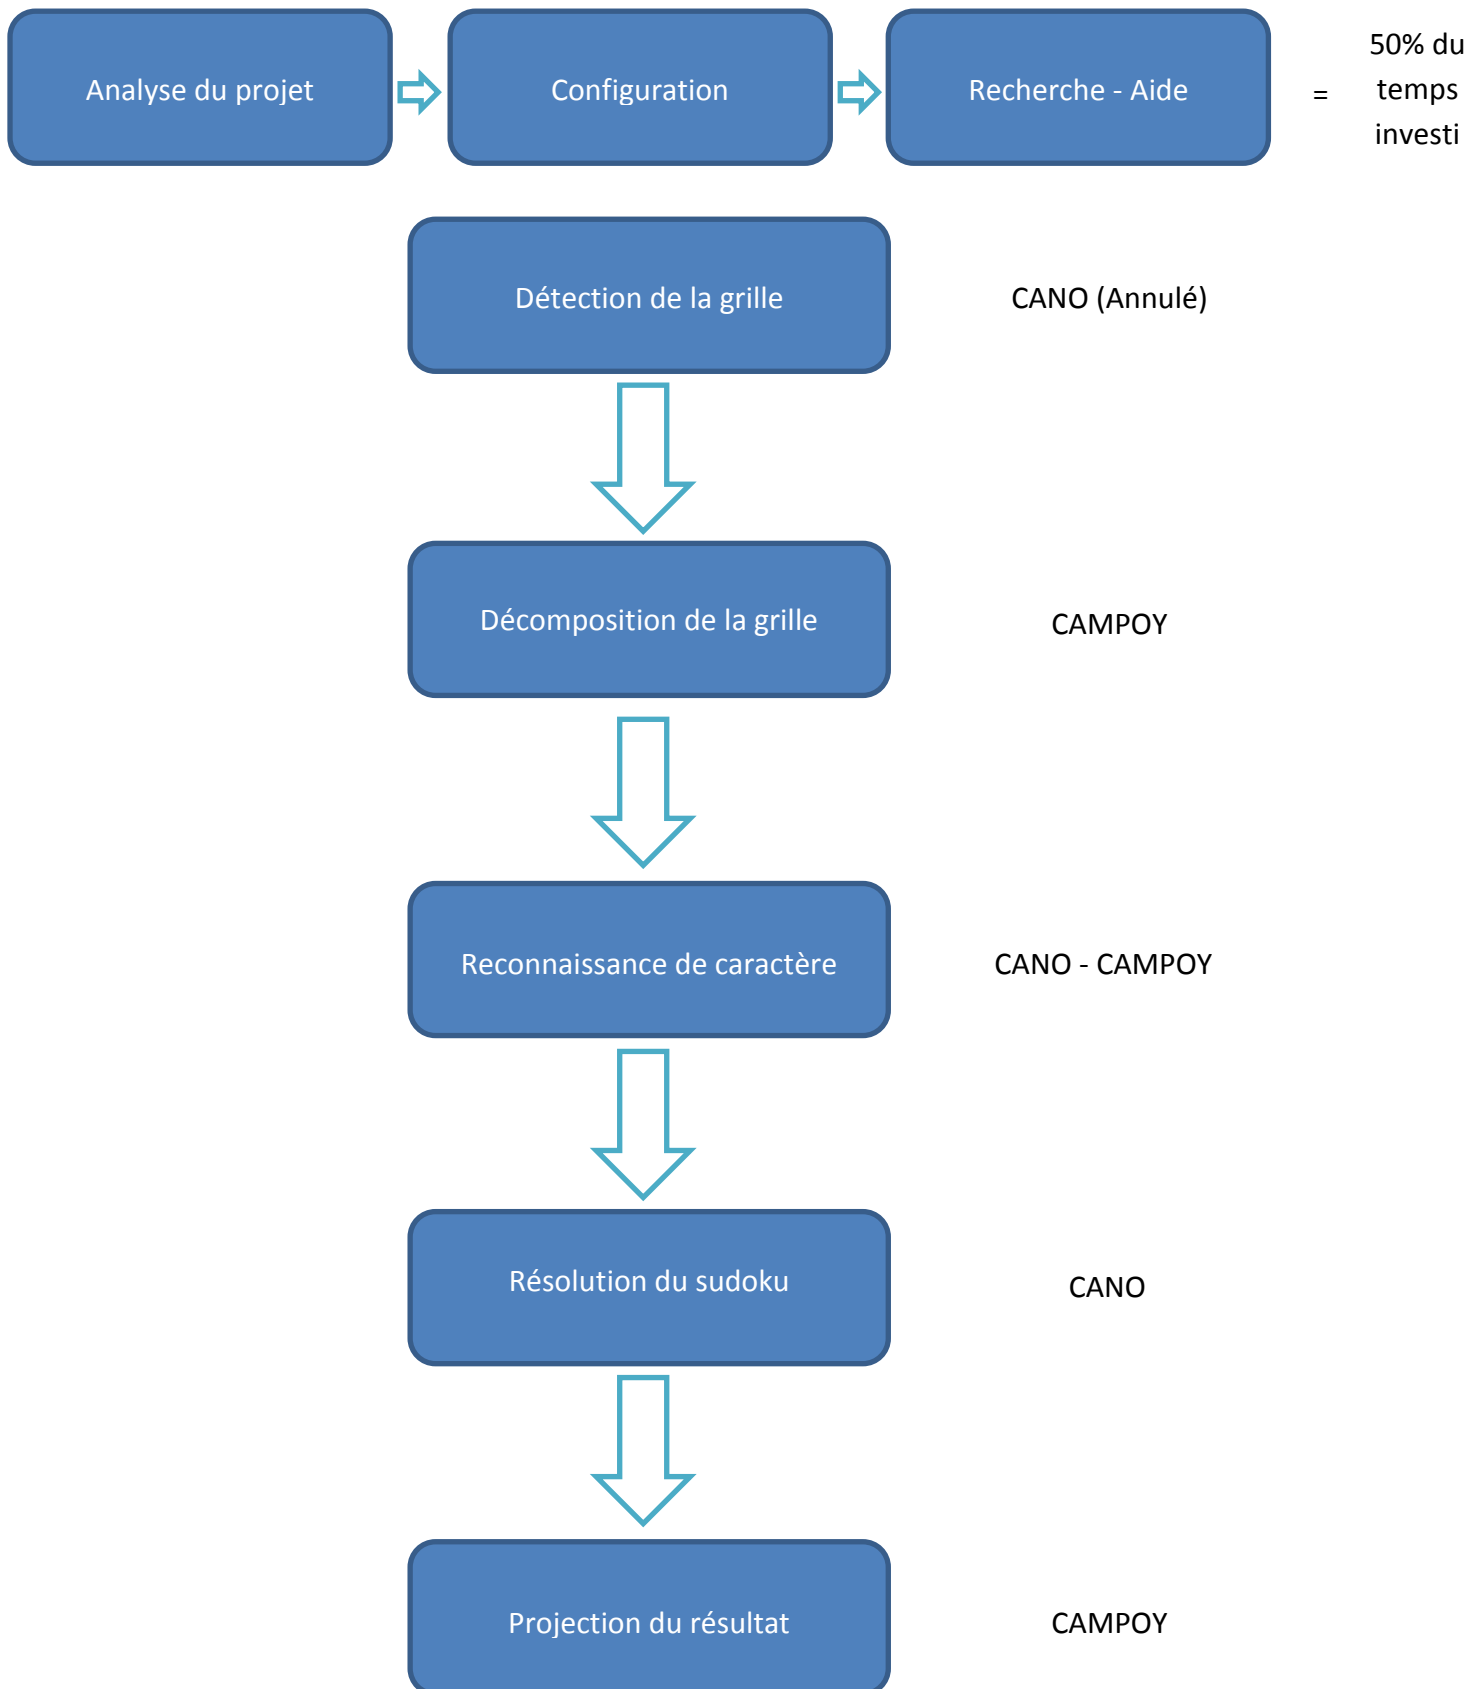 Analyse du projet
Configuration
Recherche - Aide
=
50% du
temps
investi
Détection de la grille
CANO (Annulé)
Décomposition de la grille
CAMPOY
Reconnaissance de caractère
CANO - CAMPOY
Résolution du sudoku
CANO
Projection du résultat
CAMPOY